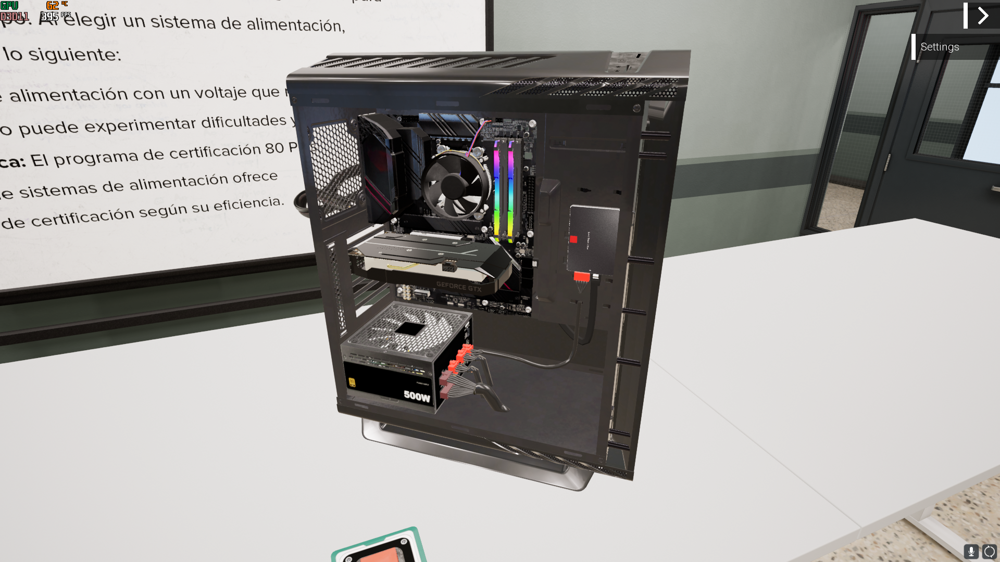 GPU 62 °C
D3D11 395 FPS
para
po. Al elegir un sistema de alimentación,
lo siguiente:
e alimentación con un voltaje que
o puede experimentar dificultades y
ca: El programa de certificación 80 P
e sistemas de alimentación ofrece
de certificación según su eficiencia.
Settings
GEFORCE GTX
500W